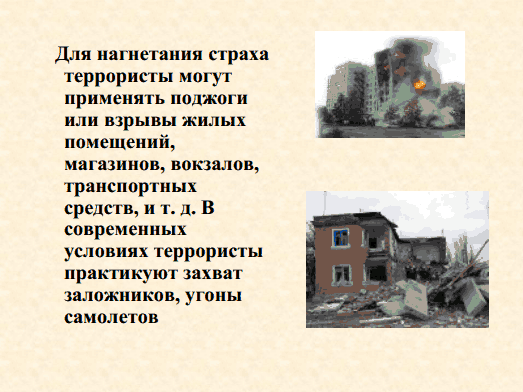 Для нагнетания страха
террористы могут
применять поджоги
или взрывы жилых
помещений,
магазинов, вокзалов,
транспортных
средств, и т. д. В
современных
условиях террористы
практикуют захват
заложников, угоны
самолетов